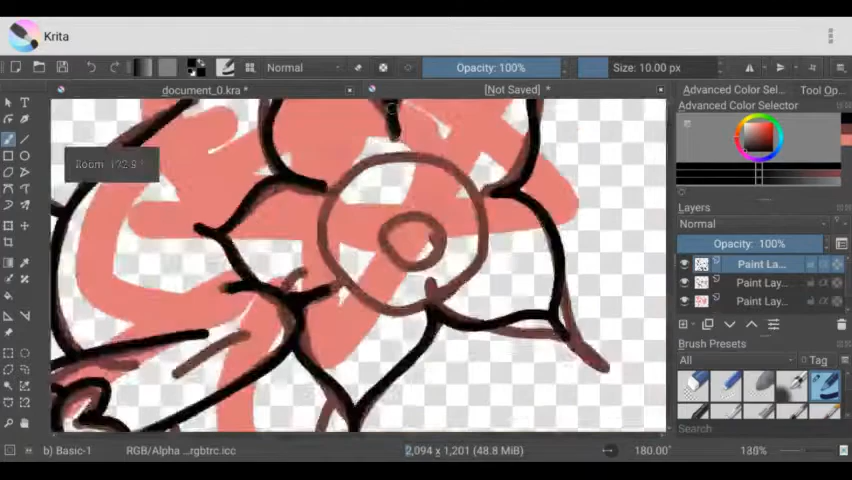 Krita
Normal
Opacity: 100%
Size: 10.00 px
document_0.kra *
[Not Saved] *
Advanced Color Sel...
Tool Op...
Advanced Color Selector
Layers
Normal
Opacity: 100%
Paint La...
Paint Lay...
Paint Lay...
Brush Presets
All
Tag
Search
b) Basic-1
RGB/Alpha ...rgbtrc.icc
2,094 x 1,201 (48.8 MiB)
180.00°